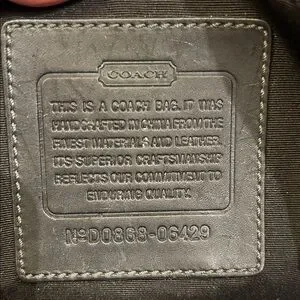 COACH
THIS IS A COACH BAG. IT WAS
HANDCRAFTED IN CHINA FROM THE
FINEST MATERIALS AND LEATHER.
ITS SUPERIOR CRAFTSMANSHIP
REFLECTS OUR COMMITMENT TO
ENDURING QUALITY.
Nº D0868-06429